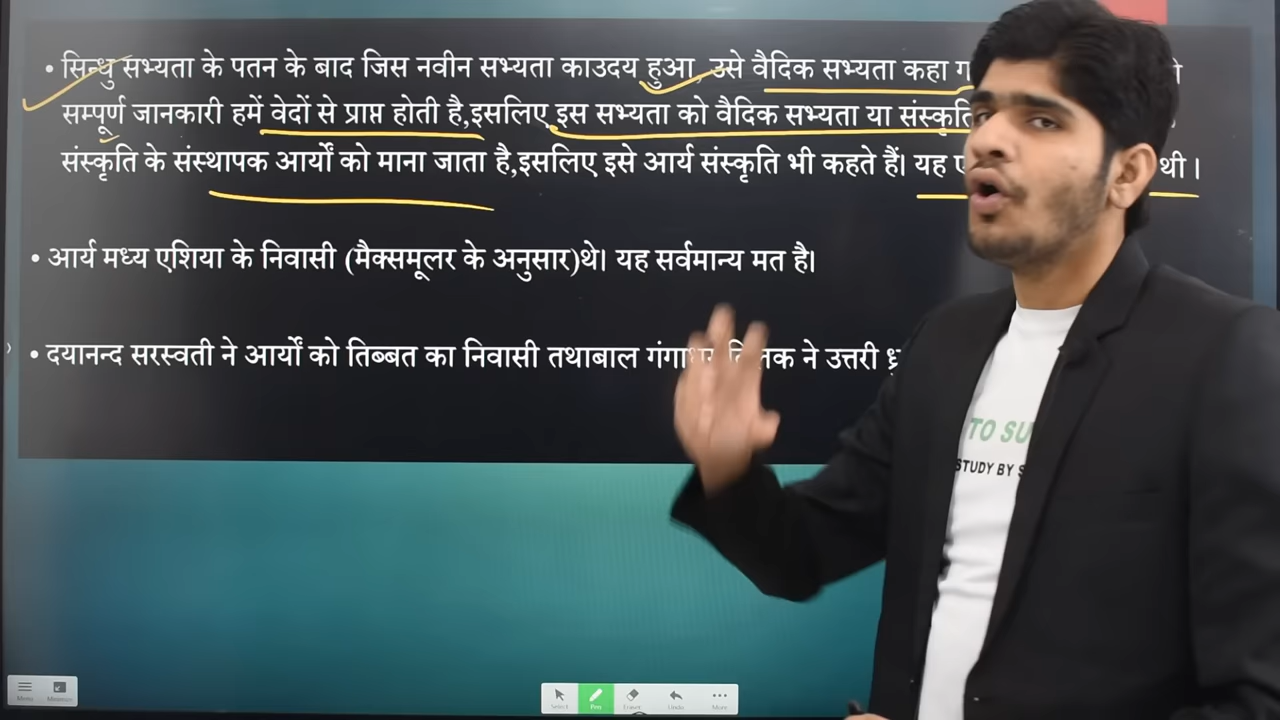 • सिन्धु सभ्यता के पतन के बाद जिस नवीन सभ्यता काउदय हुआ, उसे वैदिक सभ्यता कहा
सम्पूर्ण जानकारी हमें वेदों से प्राप्त होती है,इसलिए इस सभ्यता को वैदिक सभ्यता या
संस्कृति के संस्थापक आर्यों को माना जाता है,इसलिए इसे आर्य संस्कृति भी कहते हैं। यह थी।
• आर्य मध्य एशिया के निवासी (मैक्समूलर के अनुसार)थे। यह सर्वमान्य मत है।
• दयानन्द सरस्वती ने आर्यों को तिब्बत का निवासी तथाबाल ने उत्तरी
TO
STUDY BY
Menu
Minimize
Select
Pen
Eraser
Undo
More